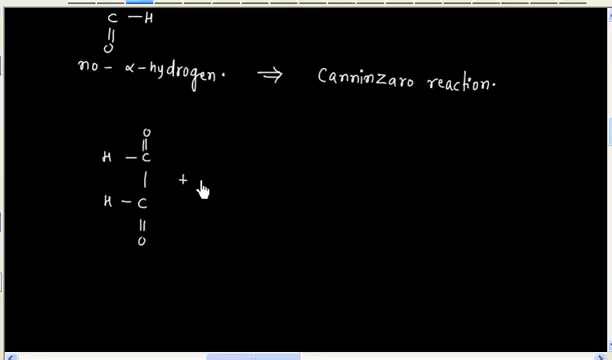 C - H
||
O
no - α-hydrogen. ⇒ Canninzaro reaction.
O
||
H - C
|
+
H - C
||
O